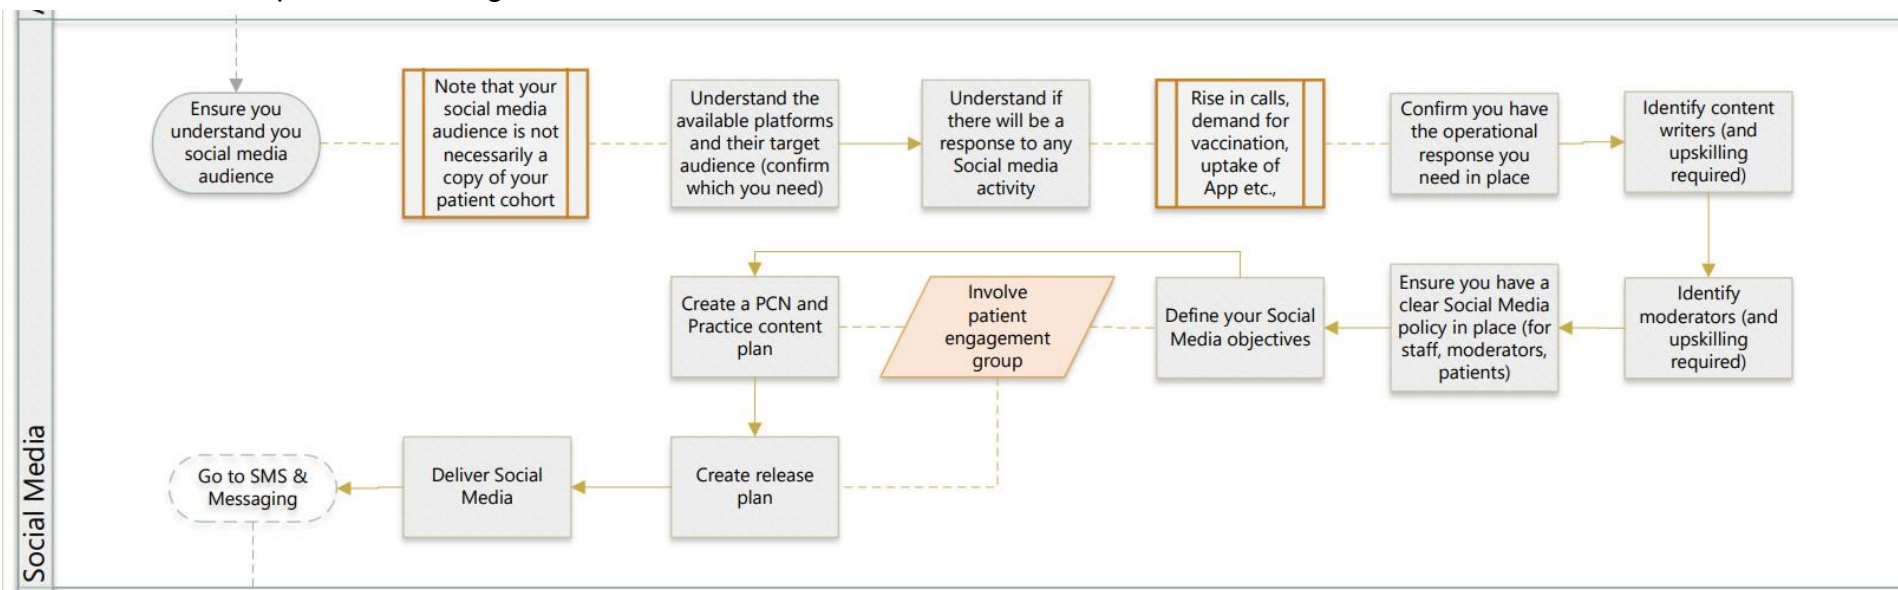 Ensure you
understand you
social media
audience
Note that your
social media
audience is not
necessarily a
copy of your
patient cohort
Understand the
available platforms
and their target
audience (confirm
which you need)
Understand if
there will be a
response to any
Social media
activity
Rise in calls,
demand for
vaccination,
uptake of
App etc.,
Confirm you have
the operational
response you
need in place
Identify content
writers (and
upskilling
required)
Identify
moderators (and
upskilling
required)
Ensure you have a
clear Social Media
policy in place (for
staff, moderators,
patients)
Define your Social
Media objectives
Involve
patient
engagement
group
Create a PCN and
Practice content
plan
Create release
plan
Deliver Social
Media
Go to SMS &
Messaging
Social Media